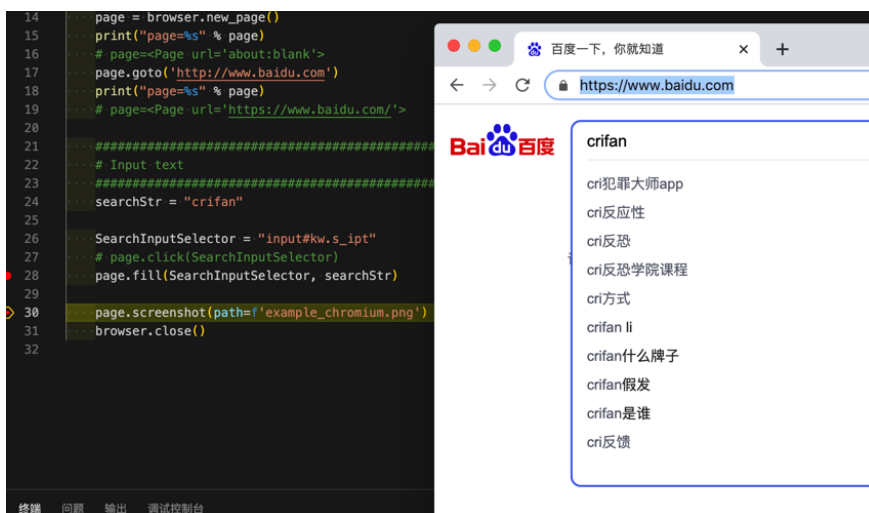 14 page = browser.new_page()
15 print("page=%s" % page)
16 # page=<Page url='about:blank'>
17 page.goto('http://www.baidu.com')
18 print("page=%s" % page)
19 # page=<Page url='https://www.baidu.com/'>
20
21 ##############################################
22 # Input text
23 ##############################################
24 searchStr = "crifan"
25
26 SearchInputSelector = "input#kw.s_ipt"
27 # page.click(SearchInputSelector)
28 page.fill(SearchInputSelector, searchStr)
29
30 page.screenshot(path=f'example_chromium.png')
31 browser.close()
32
终端 问题 输出 调试控制台
百度一下，你就知道
https://www.baidu.com
Bai du 百度
crifan
cri犯罪大师app
cri反应性
cri反恐
cri反恐学院课程
cri方式
crifan li
crifan什么牌子
crifan假发
crifan是谁
cri反馈